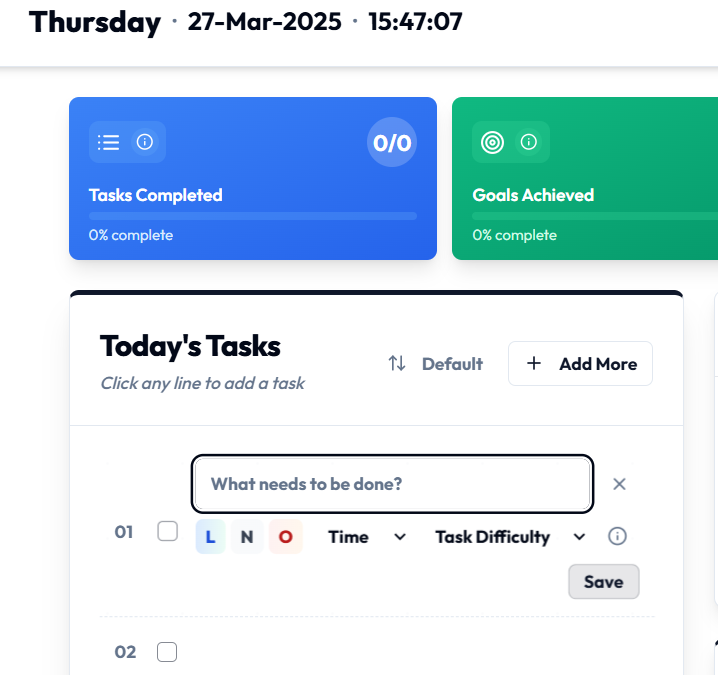 Thursday · 27-Mar-2025 · 15:47:07
0/0
Tasks Completed
0% complete
Goals Achieved
0% complete
Today's Tasks
Click any line to add a task
Default
+ Add More
What needs to be done?
01
L N O Time Task Difficulty
Save
02